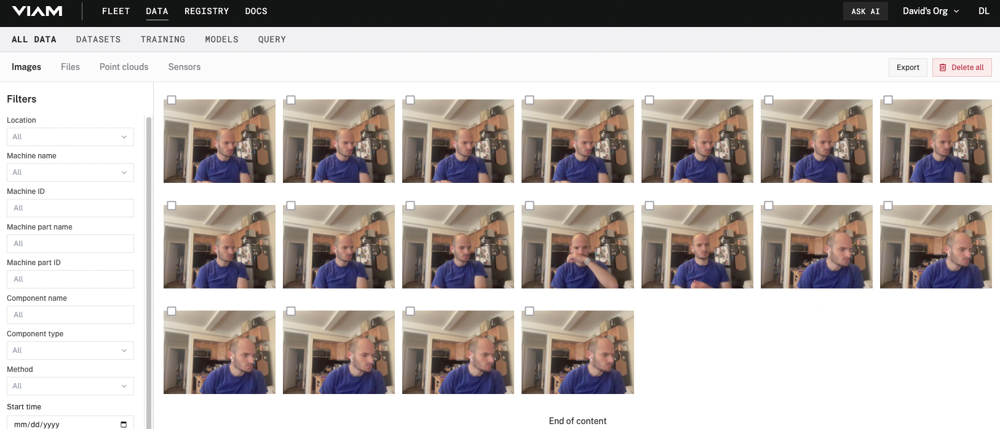 VIAM FLEET DATA REGISTRY DOCS ASK AI David's Org DL
ALL DATA DATASETS TRAINING MODELS QUERY
Images Files Point clouds Sensors Export Delete all
Filters
Location
All
Machine name
All
Machine ID
All
Machine part name
All
Machine part ID
All
Component name
All
Component type
All
Method
All
Start time
mm/dd/yyyy
End of content